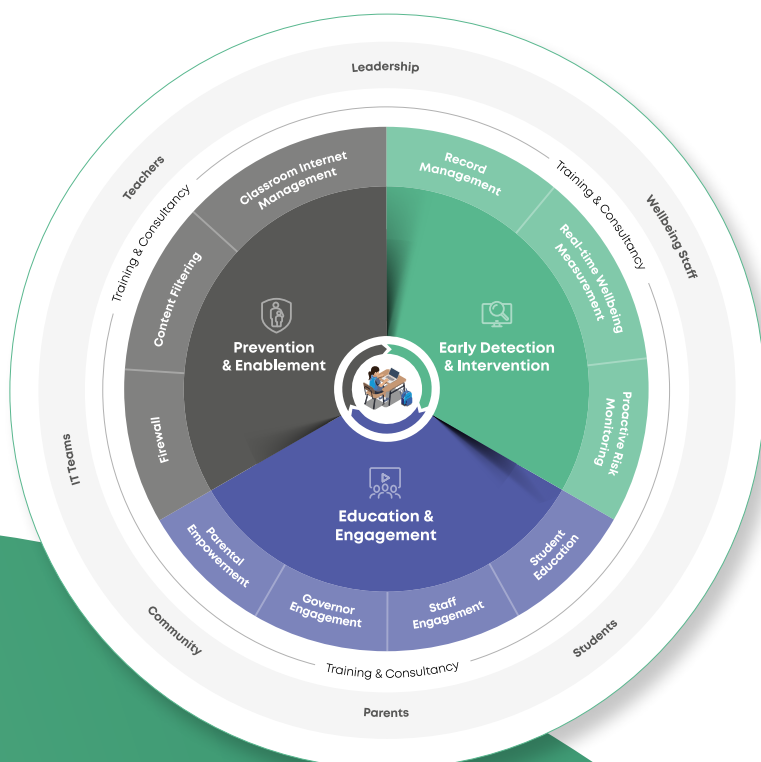 Leadership
Teachers
Wellbeing Staff
IT Teams
Community
Students
Parents
Training & Consultancy
Training & Consultancy
Training & Consultancy
Classroom Internet
Management
Content Filtering
Firewall
Record
Management
Real-time Wellbeing
Measurement
Proactive Risk
Monitoring
Prevention
& Enablement
Early Detection
& Intervention
Education &
Engagement
Parental
Empowerment
Governor
Engagement
Staff
Engagement
Student
Education